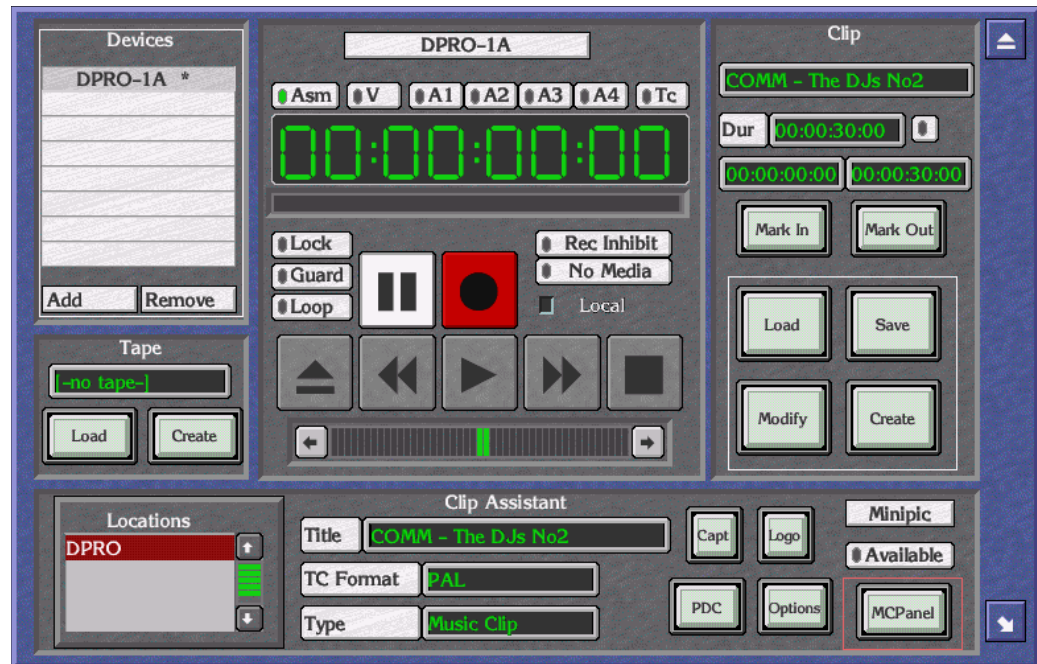 Devices
DPRO-1A *
Add Remove
Tape
[-no tape-]
Load Create
DPRO-1A
Asm V A1 A2 A3 A4 Tc
00:00:00:00
Lock
Guard
Loop
Rec Inhibit
No Media
Local
Clip
COMM - The DJs No2
Dur 00:00:30:00
00:00:00:00 00:00:30:00
Mark In Mark Out
Load Save
Modify Create
Locations
DPRO
Clip Assistant
Title COMM - The DJs No2
TC Format PAL
Type Music Clip
Capt Logo
PDC Options
Minipic
Available
MCPanel